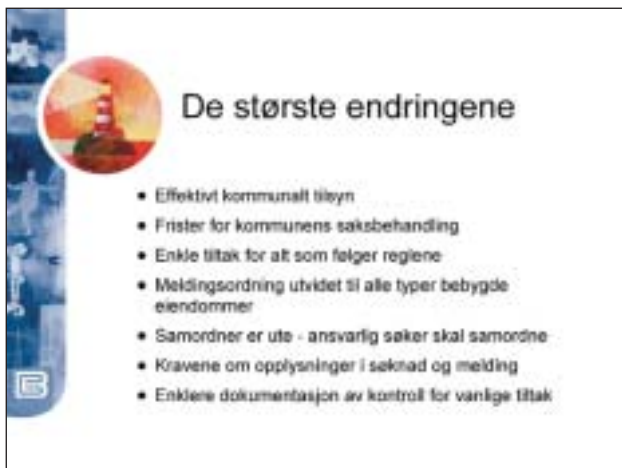 De største endringene
• Effektivt kommunalt tilsyn
• Frister for kommunens saksbehandling
• Enkle tiltak for alt som følger reglene
• Meldingsordning utvidet til alle typer bebygde
eiendommer
• Samordner er ute - ansvarlig søker skal samordne
• Kravene om opplysninger i søknad og melding
• Enklere dokumentasjon av kontroll for vanlige tiltak